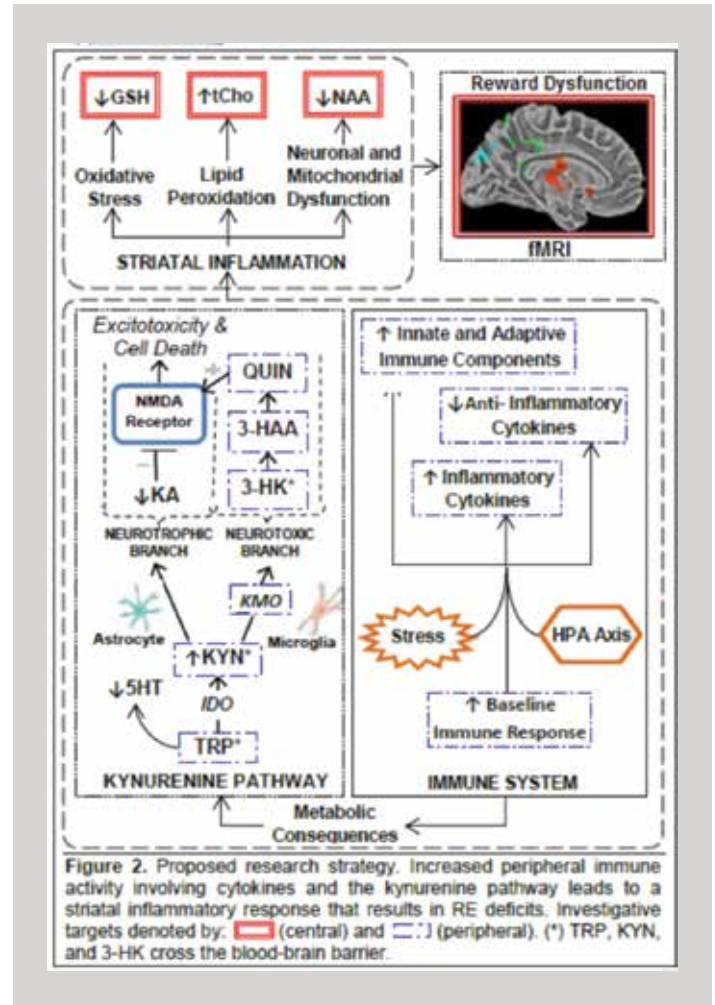 ↓GSH
↑tCho
↓NAA
Oxidative
Stress
Lipid
Peroxidation
Neuronal and
Mitochondrial
Dysfunction
STRIATAL INFLAMMATION
Reward Dysfunction
fMRI
Excitotoxicity &
Cell Death
NMDA
Receptor
QUIN
3-HAA
3-HK*
↓KA
NEUROTROPHIC
BRANCH
NEUROTOXIC
BRANCH
KMO
Astrocyte
Microglia
↑KYN*
↓5HT
IDO
TRP*
KYNURENINE PATHWAY
↑ Innate and Adaptive
Immune Components
↓Anti- Inflammatory
Cytokines
↑ Inflammatory
Cytokines
Stress
HPA Axis
↑ Baseline
Immune Response
IMMUNE SYSTEM
Metabolic
Consequences
Figure 2. Proposed research strategy. Increased peripheral immune
activity involving cytokines and the kynurenine pathway leads to a
striatal inflammatory response that results in RE deficits. Investigative
targets denoted by: (central) and (peripheral). (*) TRP, KYN,
and 3-HK cross the blood-brain barrier.